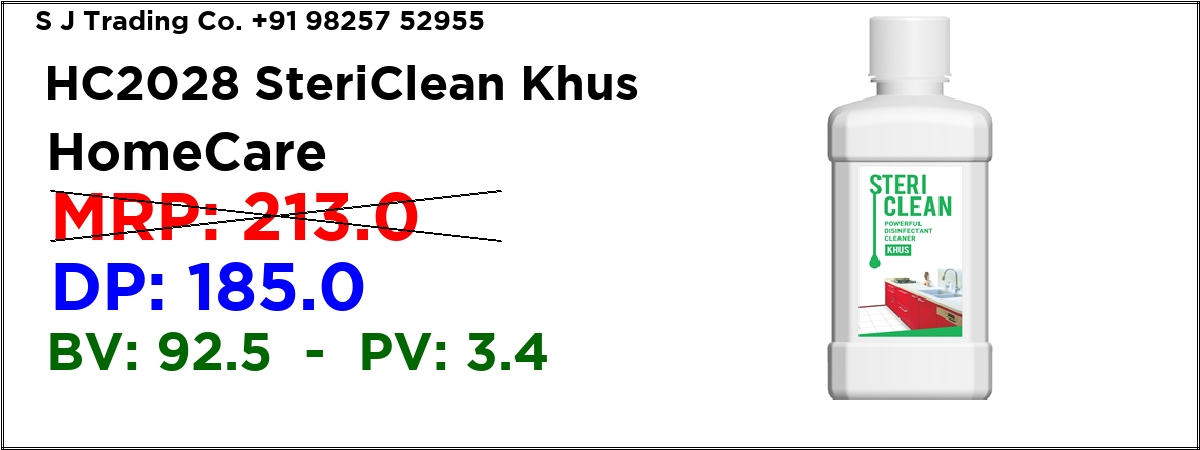 S J Trading Co. +91 98257 52955
HC2028 SteriClean Khus
HomeCare
MRP: 213.0
DP: 185.0
BV: 92.5 - PV: 3.4
STERI
CLEAN
POWERFUL
DISINFECTANT
CLEANER
KHUS